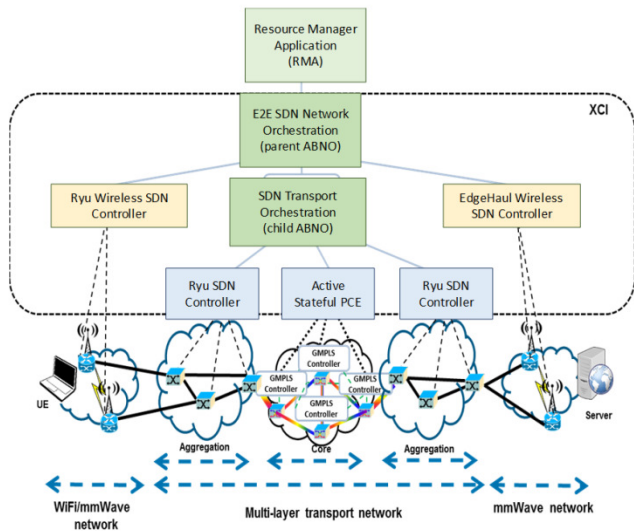 Resource Manager
Application
(RMA)
XCI
E2E SDN Network
Orchestration
(parent ABNO)
Ryu Wireless SDN
Controller
SDN Transport
Orchestration
(child ABNO)
EdgeHaul Wireless
SDN Controller
Ryu SDN
Controller
Active
Stateful PCE
Ryu SDN
Controller
GMPLS
Controller
GMPLS
Controller
GMPLS
Controller
GMPLS
Controller
UE
Server
Aggregation
Core
Aggregation
WiFi/mmWave
network
Multi-layer transport network
mmWave network